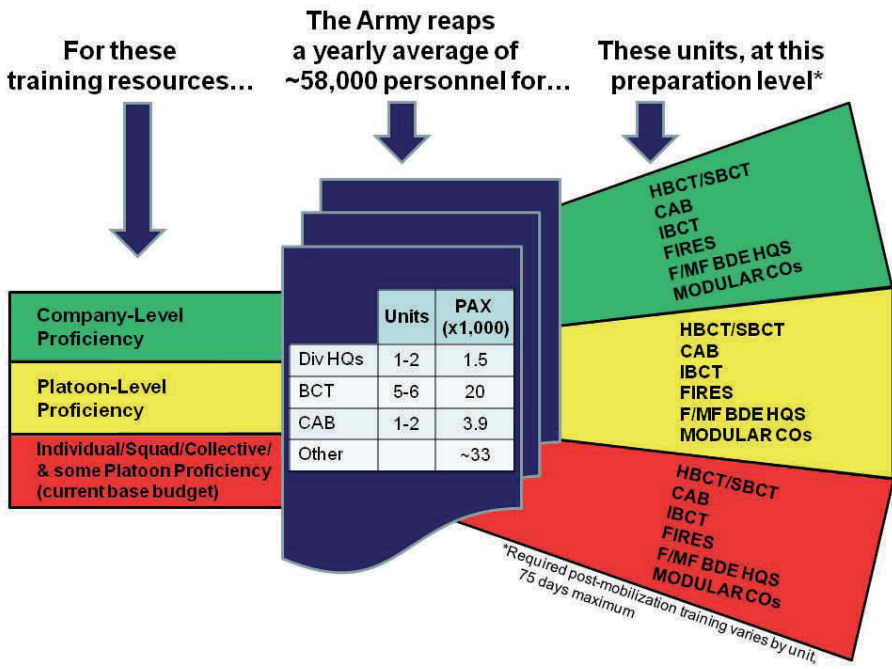 For these
training resources…
The Army reaps
a yearly average of
~58,000 personnel for…
These units, at this
preparation level*
Company-Level
Proficiency
Platoon-Level
Proficiency
Individual/Squad/Collective/
& some Platoon Proficiency
(current base budget)
Units PAX
(x1,000)
Div HQs 1-2 1.5
BCT 5-6 20
CAB 1-2 3.9
Other ~33
HBCT/SBCT
CAB
IBCT
FIRES
F/MF BDE HQS
MODULAR COs
HBCT/SBCT
CAB
IBCT
FIRES
F/MF BDE HQS
MODULAR COs
HBCT/SBCT
CAB
IBCT
FIRES
F/MF BDE HQS
MODULAR COs
*Required post-mobilization training varies by unit,
75 days maximum